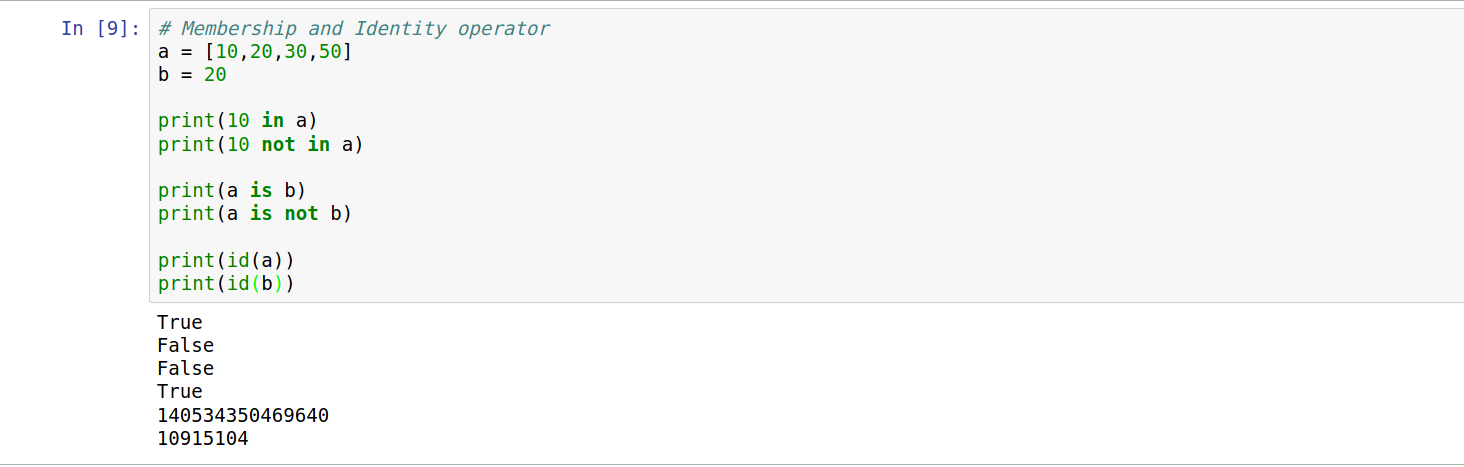 In [9]: # Membership and Identity operator
a = [10,20,30,50]
b = 20
print(10 in a)
print(10 not in a)
print(a is b)
print(a is not b)
print(id(a))
print(id(b))
True
False
False
True
140534350469640
10915104